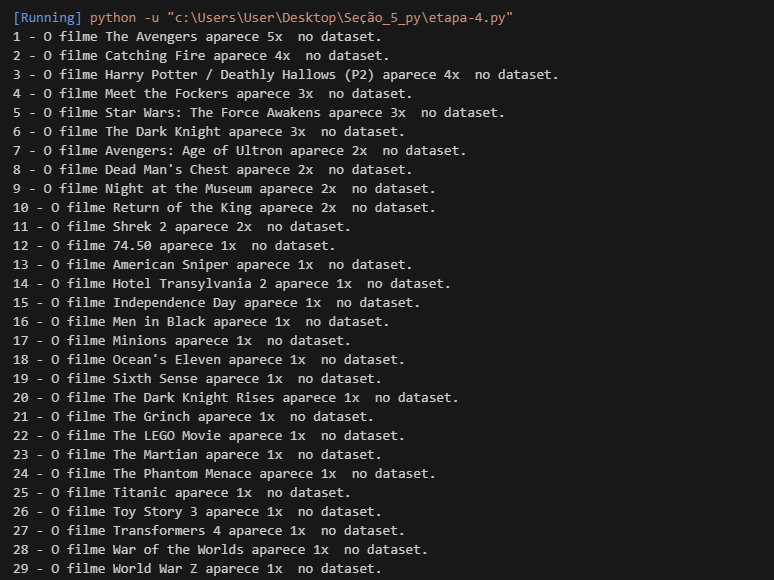 [Running] python -u "c:\Users\User\Desktop\Seção_5_py\etapa-4.py"
1 - O filme The Avengers aparece 5x  no dataset.
2 - O filme Catching Fire aparece 4x  no dataset.
3 - O filme Harry Potter / Deathly Hallows (P2) aparece 4x  no dataset.
4 - O filme Meet the Fockers aparece 3x  no dataset.
5 - O filme Star Wars: The Force Awakens aparece 3x  no dataset.
6 - O filme The Dark Knight aparece 3x  no dataset.
7 - O filme Avengers: Age of Ultron aparece 2x  no dataset.
8 - O filme Dead Man's Chest aparece 2x  no dataset.
9 - O filme Night at the Museum aparece 2x  no dataset.
10 - O filme Return of the King aparece 2x  no dataset.
11 - O filme Shrek 2 aparece 2x  no dataset.
12 - O filme 74.50 aparece 1x  no dataset.
13 - O filme American Sniper aparece 1x  no dataset.
14 - O filme Hotel Transylvania 2 aparece 1x  no dataset.
15 - O filme Independence Day aparece 1x  no dataset.
16 - O filme Men in Black aparece 1x  no dataset.
17 - O filme Minions aparece 1x  no dataset.
18 - O filme Ocean's Eleven aparece 1x  no dataset.
19 - O filme Sixth Sense aparece 1x  no dataset.
20 - O filme The Dark Knight Rises aparece 1x  no dataset.
21 - O filme The Grinch aparece 1x  no dataset.
22 - O filme The LEGO Movie aparece 1x  no dataset.
23 - O filme The Martian aparece 1x  no dataset.
24 - O filme The Phantom Menace aparece 1x  no dataset.
25 - O filme Titanic aparece 1x  no dataset.
26 - O filme Toy Story 3 aparece 1x  no dataset.
27 - O filme Transformers 4 aparece 1x  no dataset.
28 - O filme War of the Worlds aparece 1x  no dataset.
29 - O filme World War Z aparece 1x  no dataset.